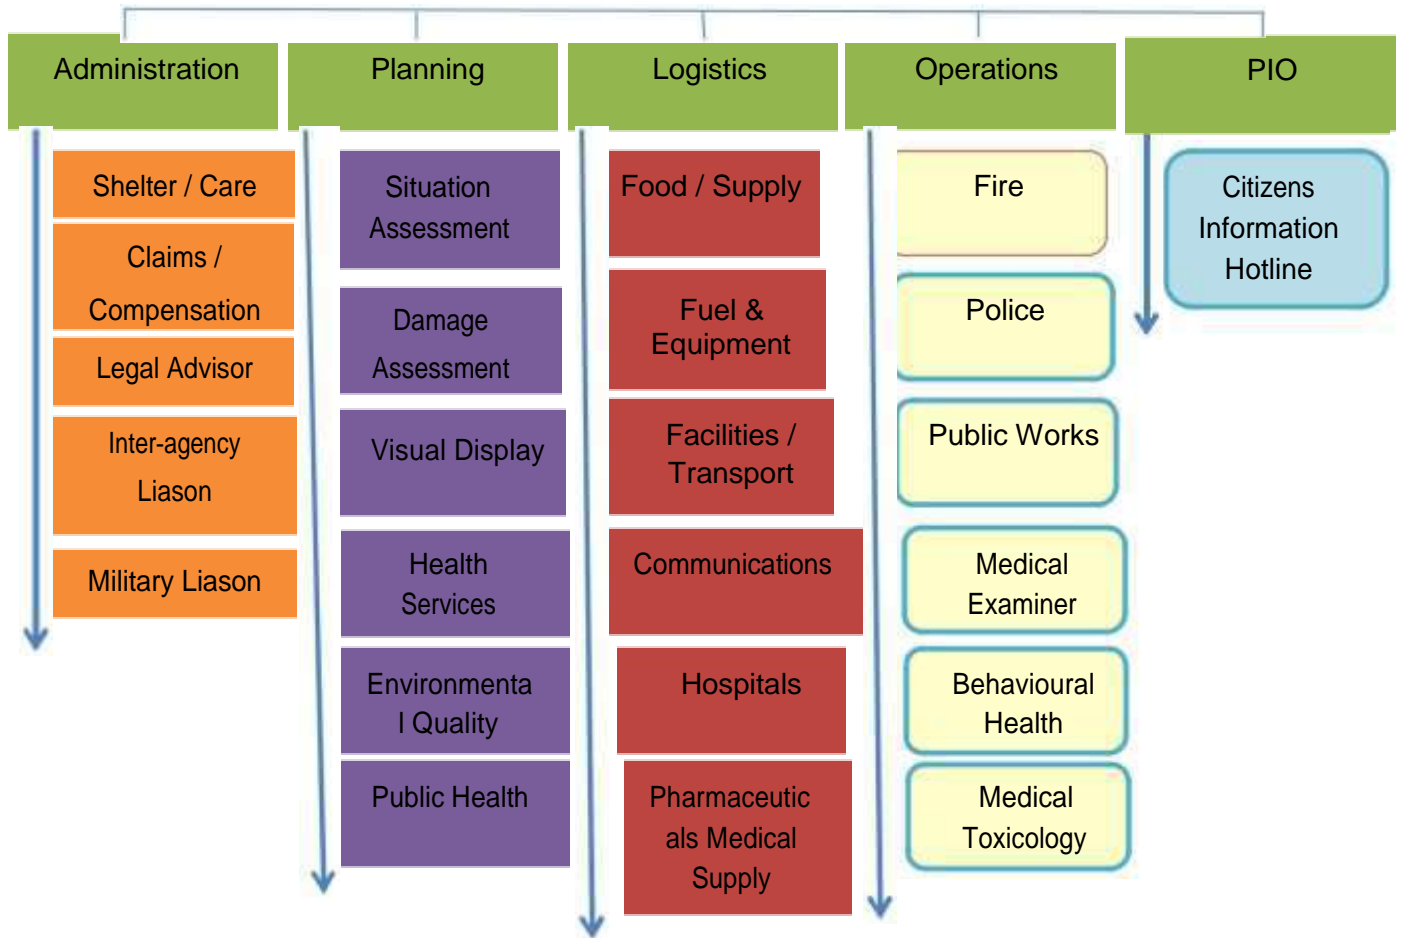 Administration
Planning
Logistics
Operations
PIO
Shelter / Care
Claims /
Compensation
Legal Advisor
Inter-agency
Liason
Military Liason
Situation
Assessment
Damage
Assessment
Visual Display
Health
Services
Environmenta
l Quality
Public Health
Food / Supply
Fuel &
Equipment
Facilities /
Transport
Communications
Hospitals
Pharmaceutic
als Medical
Supply
Fire
Police
Public Works
Medical
Examiner
Behavioural
Health
Medical
Toxicology
Citizens
Information
Hotline